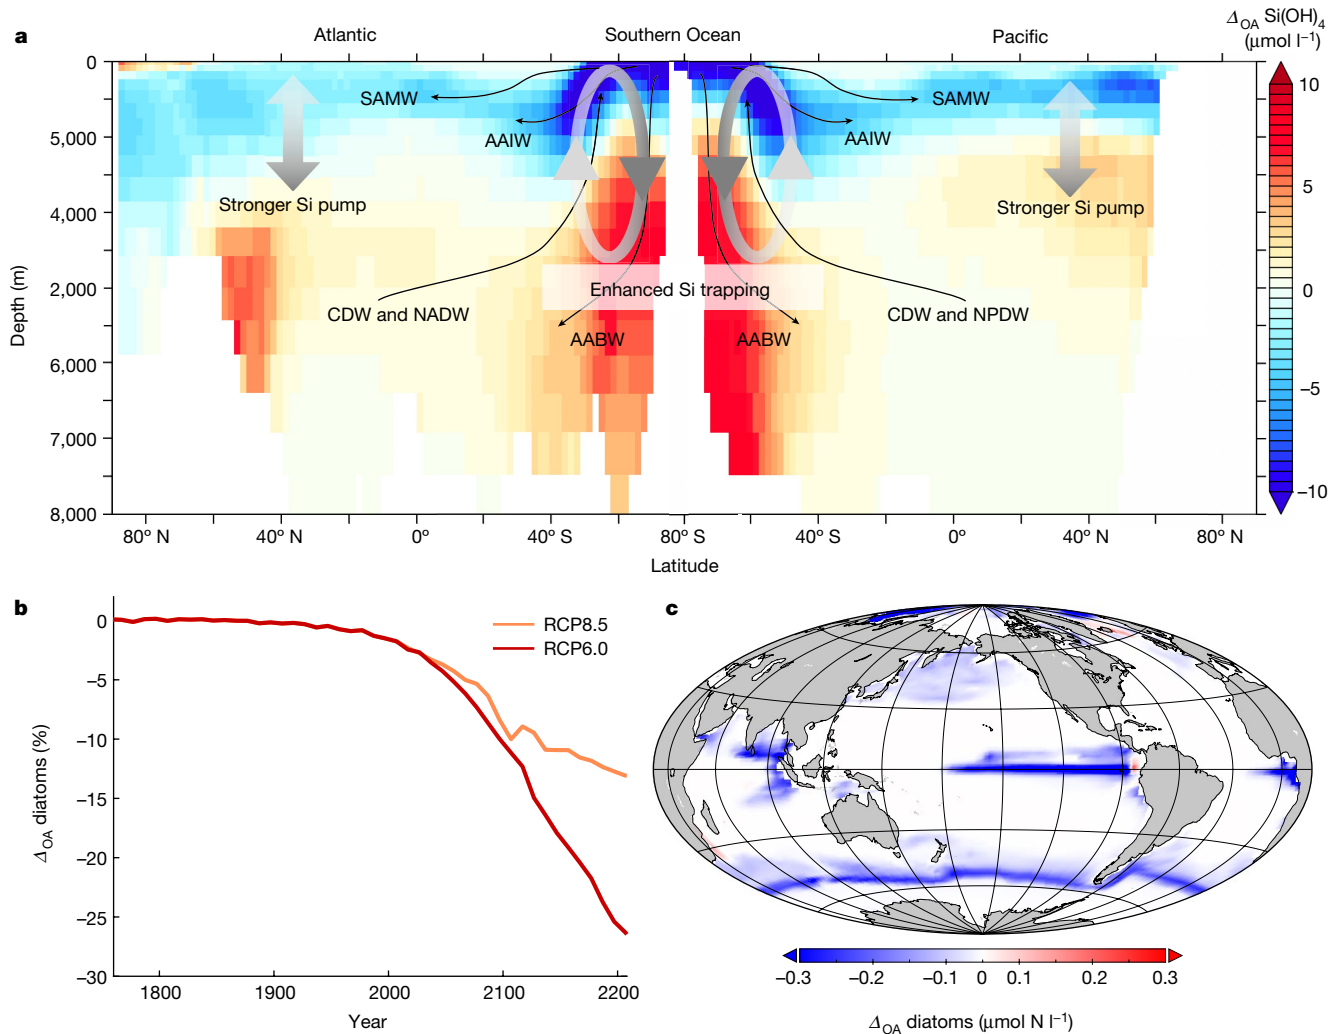 a
Atlantic
Southern Ocean
Pacific
Δ_OA Si(OH)₄
(μmol l⁻¹)
0
5,000
4,000
2,000
6,000
7,000
8,000
Depth (m)
SAMW
AAIW
Stronger Si pump
CDW and NADW
AABW
Enhanced Si trapping
SAMW
AAIW
Stronger Si pump
CDW and NPDW
AABW
10
5
0
−5
−10
80° N
40° N
0°
40° S
80° S
40° S
0°
40° N
80° N
Latitude
b
0
−5
−10
−15
−20
−25
−30
Δ_OA diatoms (%)
RCP8.5
RCP6.0
1800
1900
2000
2100
2200
Year
c
−0.3
−0.2
−0.1
0
0.1
0.2
0.3
Δ_OA diatoms (μmol N l⁻¹)